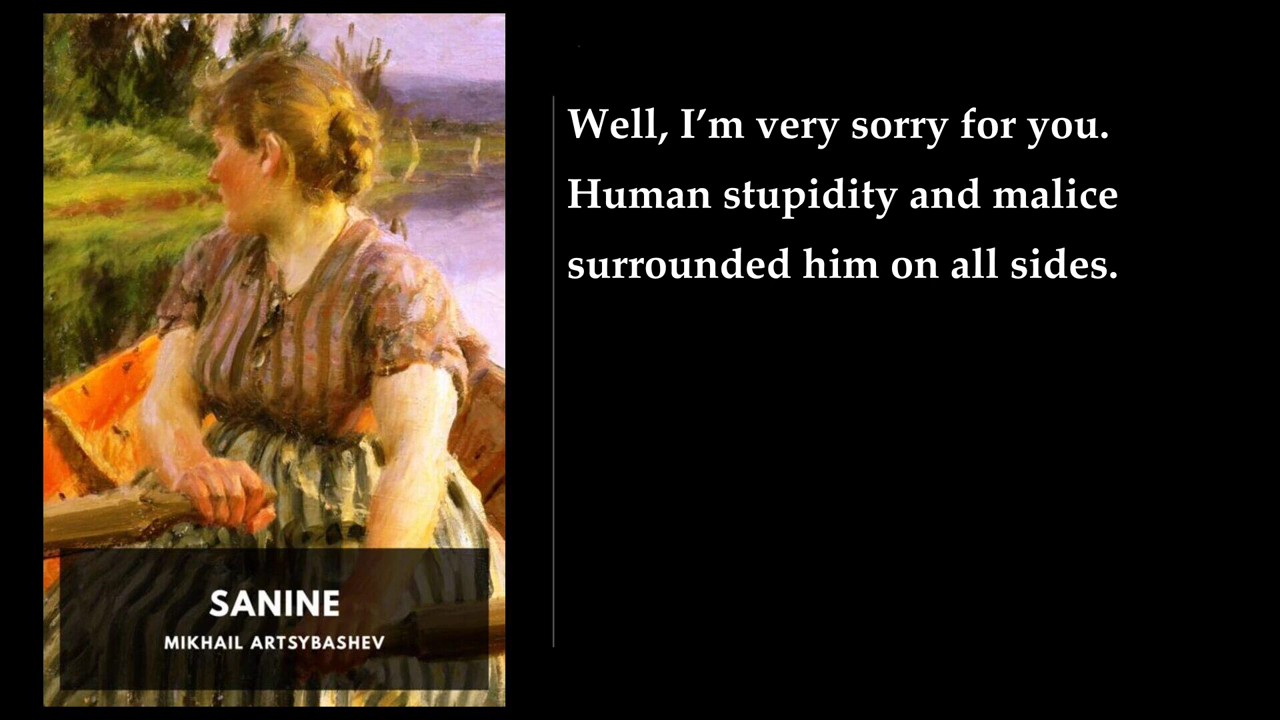 SANINE
MIKHAIL ARTSYBASHEV
Well, I’m very sorry for you.
Human stupidity and malice
surrounded him on all sides.